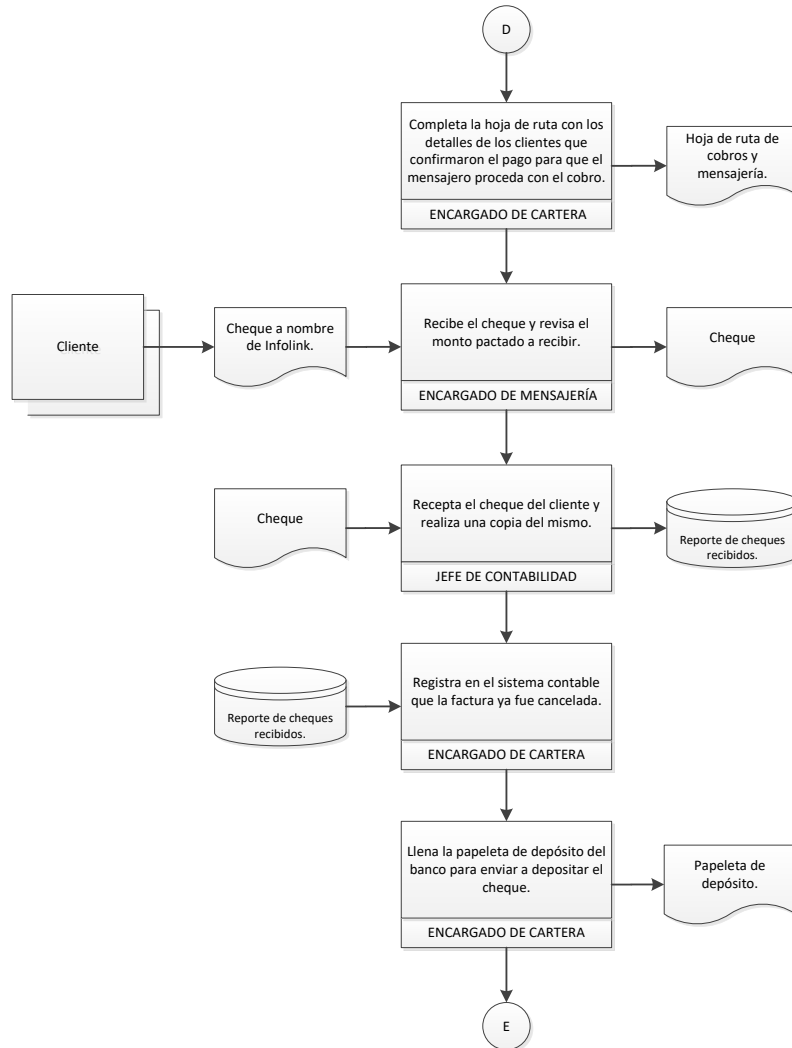 D
Completa la hoja de ruta con los
detalles de los clientes que
confirmaron el pago para que el
mensajero proceda con el cobro.
ENCARGADO DE CARTERA
Hoja de ruta de
cobros y
mensajería.
Cliente
Cheque a nombre
de Infolink.
Recibe el cheque y revisa el
monto pactado a recibir.
ENCARGADO DE MENSAJERÍA
Cheque
Cheque
Recepta el cheque del cliente y
realiza una copia del mismo.
JEFE DE CONTABILIDAD
Reporte de cheques
recibidos.
Reporte de cheques
recibidos.
Registra en el sistema contable
que la factura ya fue cancelada.
ENCARGADO DE CARTERA
Llena la papeleta de depósito del
banco para enviar a depositar el
cheque.
ENCARGADO DE CARTERA
Papeleta de
depósito.
E